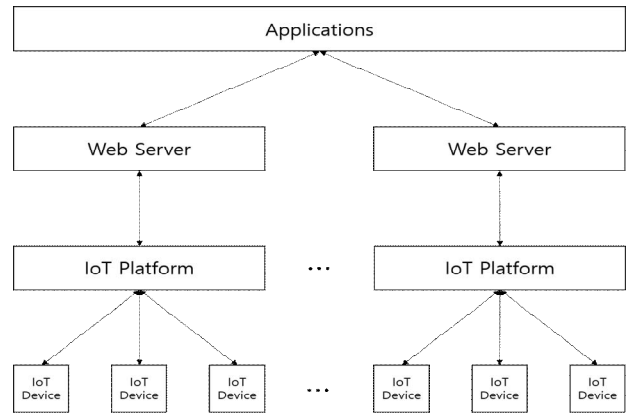 Applications
Web Server
Web Server
IoT Platform
...
IoT Platform
IoT
Device
IoT
Device
IoT
Device
...
IoT
Device
IoT
Device
IoT
Device